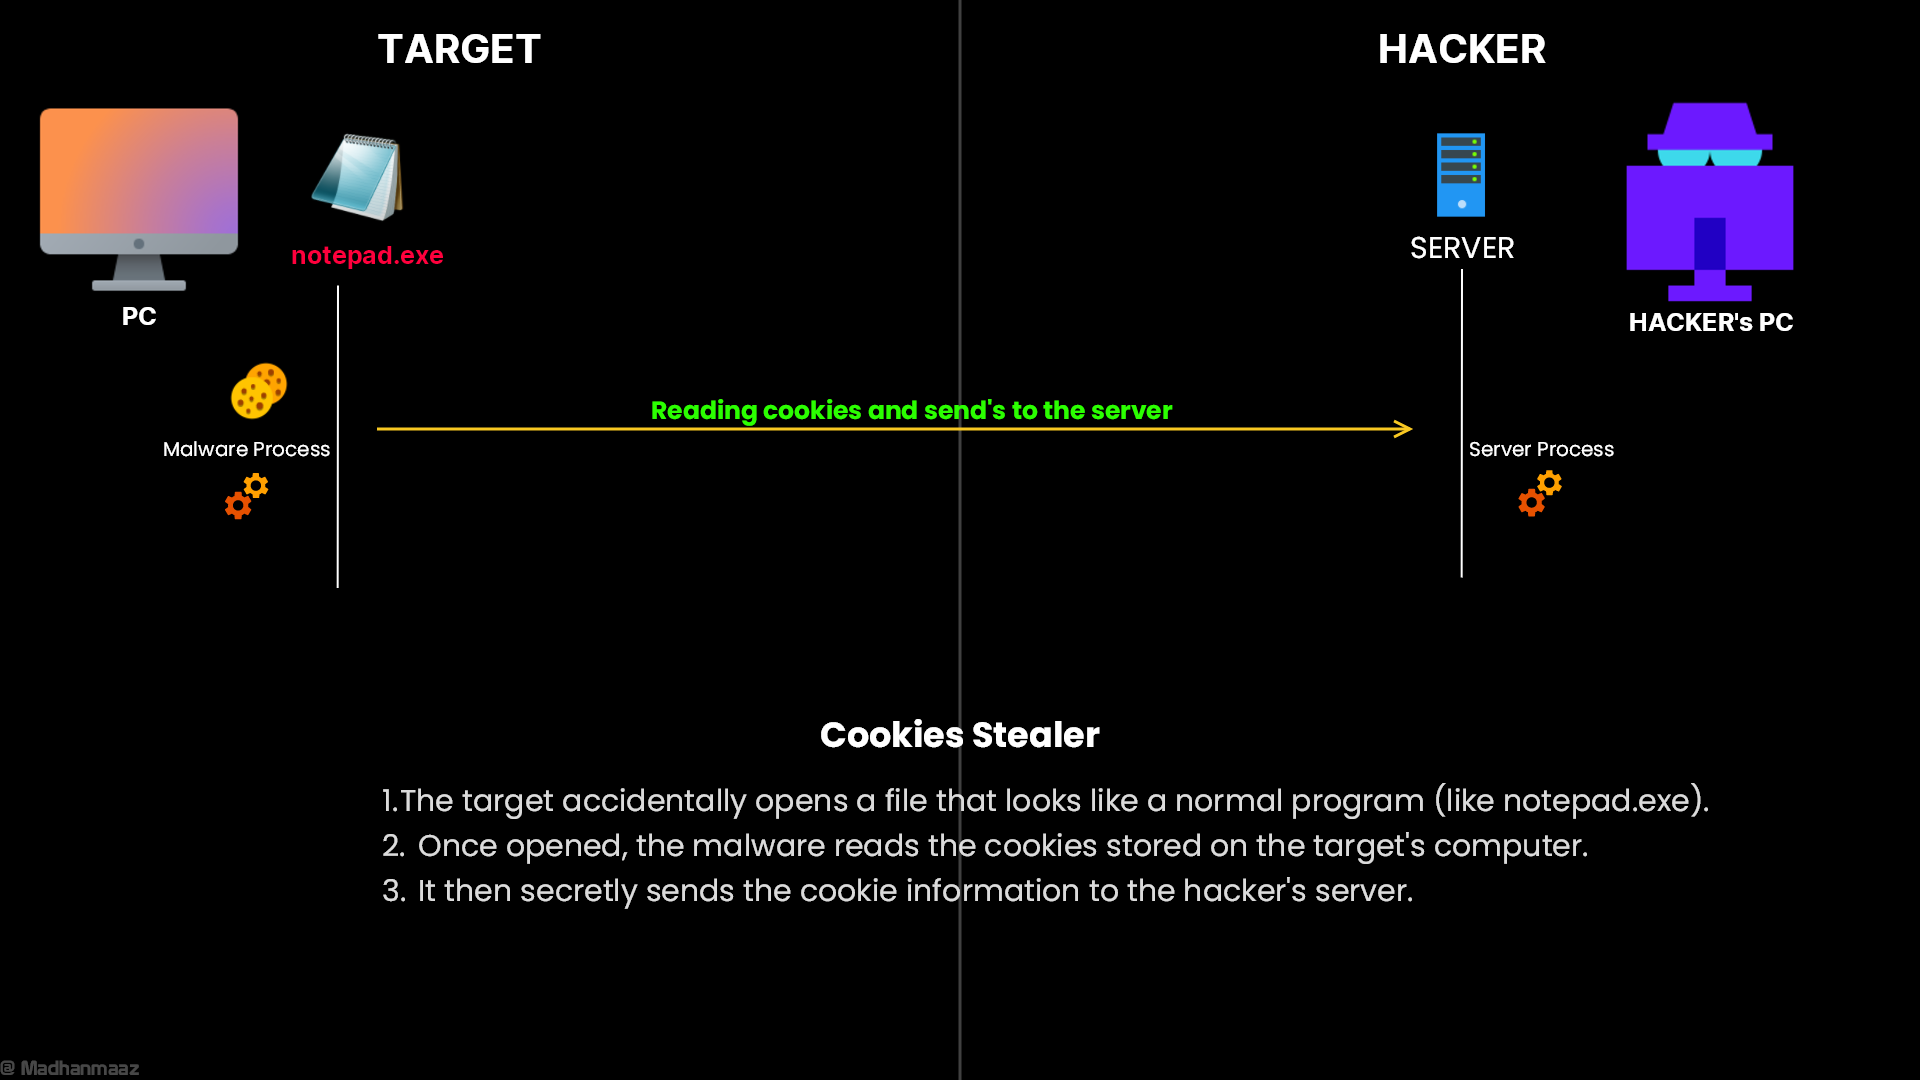 TARGET
HACKER
notepad.exe
SERVER
PC
HACKER's PC
Reading cookies and send's to the server
Malware Process
Server Process
Cookies Stealer
1.The target accidentally opens a file that looks like a normal program (like notepad.exe).
2. Once opened, the malware reads the cookies stored on the target's computer.
3. It then secretly sends the cookie information to the hacker's server.
@ Madhanmaaz